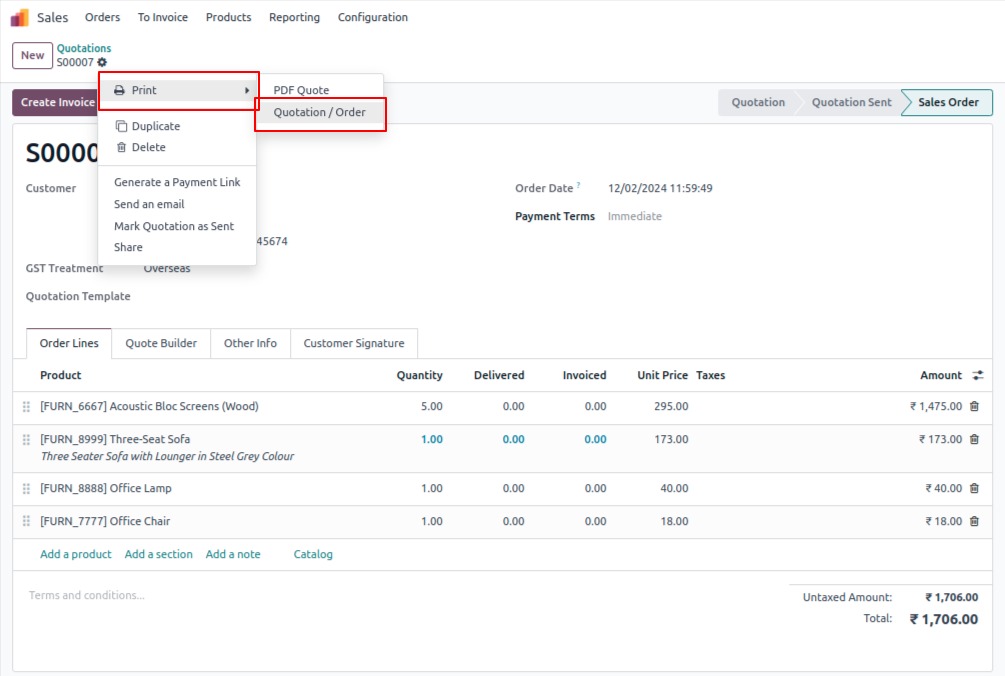 Sales Orders To Invoice Products Reporting Configuration
New Quotations
S00007
Print PDF Quote
Quotation / Order
Create Invoice Quotation Quotation Sent Sales Order
Duplicate
Delete
S0000
Generate a Payment Link
Send an email
Mark Quotation as Sent
Share
Customer
45674
GST Treatment Overseas
Quotation Template
Order Date ? 12/02/2024 11:59:49
Payment Terms Immediate
Order Lines Quote Builder Other Info Customer Signature
Product Quantity Delivered Invoiced Unit Price Taxes Amount
[FURN_6667] Acoustic Bloc Screens (Wood) 5.00 0.00 0.00 295.00 ₹ 1,475.00
[FURN_8999] Three-Seat Sofa 1.00 0.00 0.00 173.00 ₹ 173.00
Three Seater Sofa with Lounger in Steel Grey Colour
[FURN_8888] Office Lamp 1.00 0.00 0.00 40.00 ₹ 40.00
[FURN_7777] Office Chair 1.00 0.00 0.00 18.00 ₹ 18.00
Add a product Add a section Add a note Catalog
Terms and conditions...
Untaxed Amount: ₹ 1,706.00
Total: ₹ 1,706.00